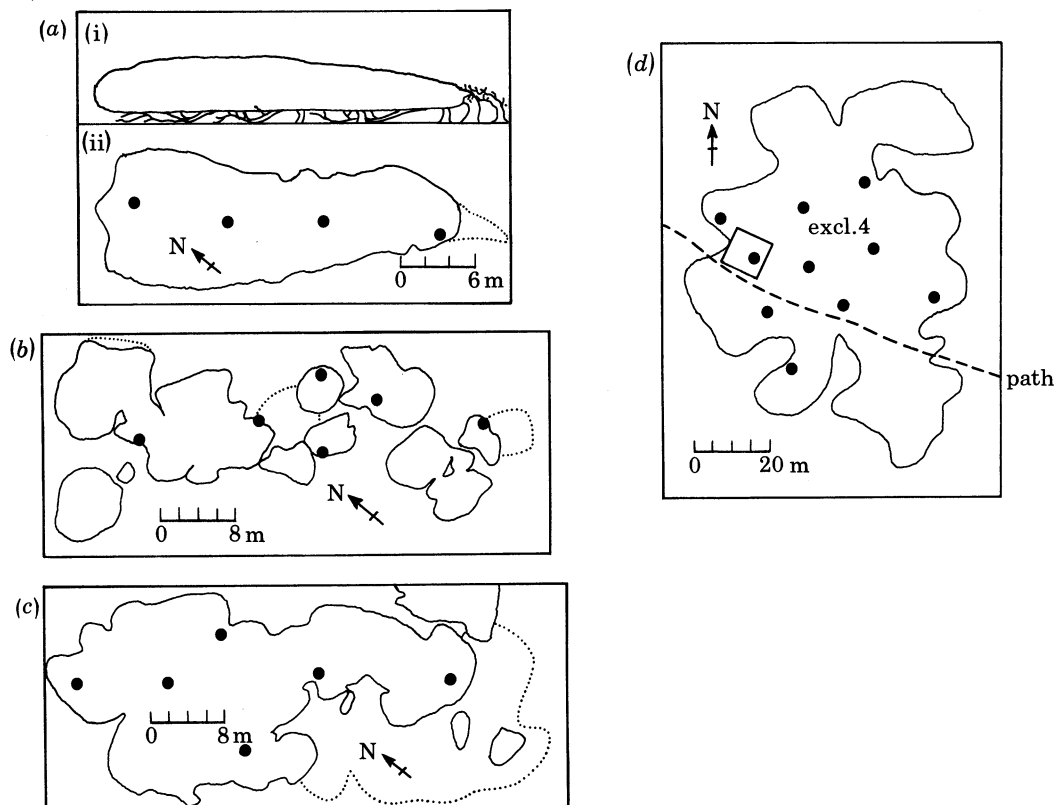 (a) (i)
(ii)
N
0 6 m
(b)
N
0 8 m
(c)
0 8 m
N
(d)
N
excl.4
path
0 20 m